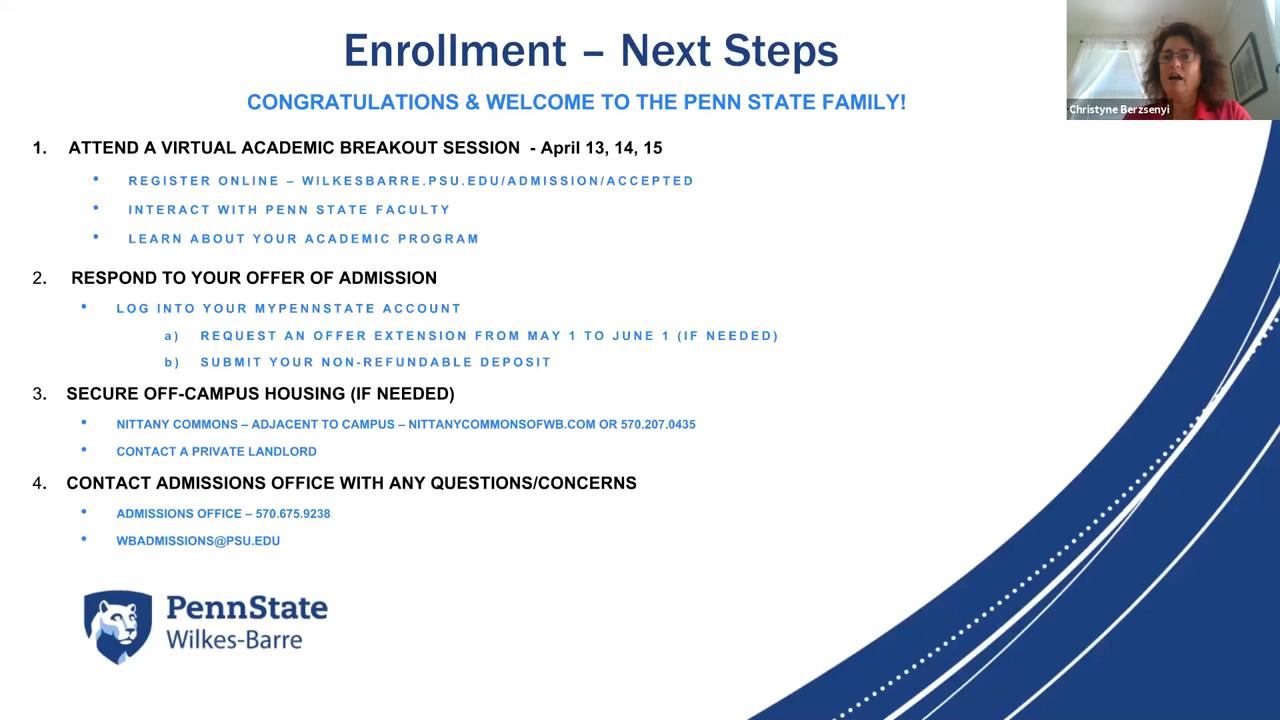 Enrollment – Next Steps
CONGRATULATIONS & WELCOME TO THE PENN STATE FAMILY!
Christyne Berzsenyi
1. ATTEND A VIRTUAL ACADEMIC BREAKOUT SESSION - April 13, 14, 15
• REGISTER ONLINE – WILKESBARRE.PSU.EDU/ADMISSION/ACCEPTED
• INTERACT WITH PENN STATE FACULTY
• LEARN ABOUT YOUR ACADEMIC PROGRAM
2. RESPOND TO YOUR OFFER OF ADMISSION
• LOG INTO YOUR MYPENNSTATE ACCOUNT
a) REQUEST AN OFFER EXTENSION FROM MAY 1 TO JUNE 1 (IF NEEDED)
b) SUBMIT YOUR NON-REFUNDABLE DEPOSIT
3. SECURE OFF-CAMPUS HOUSING (IF NEEDED)
• NITTANY COMMONS – ADJACENT TO CAMPUS – NITTANYCOMMONSOFWB.COM OR 570.207.0435
• CONTACT A PRIVATE LANDLORD
4. CONTACT ADMISSIONS OFFICE WITH ANY QUESTIONS/CONCERNS
• ADMISSIONS OFFICE – 570.675.9238
• WBADMISSIONS@PSU.EDU
PennState
Wilkes-Barre